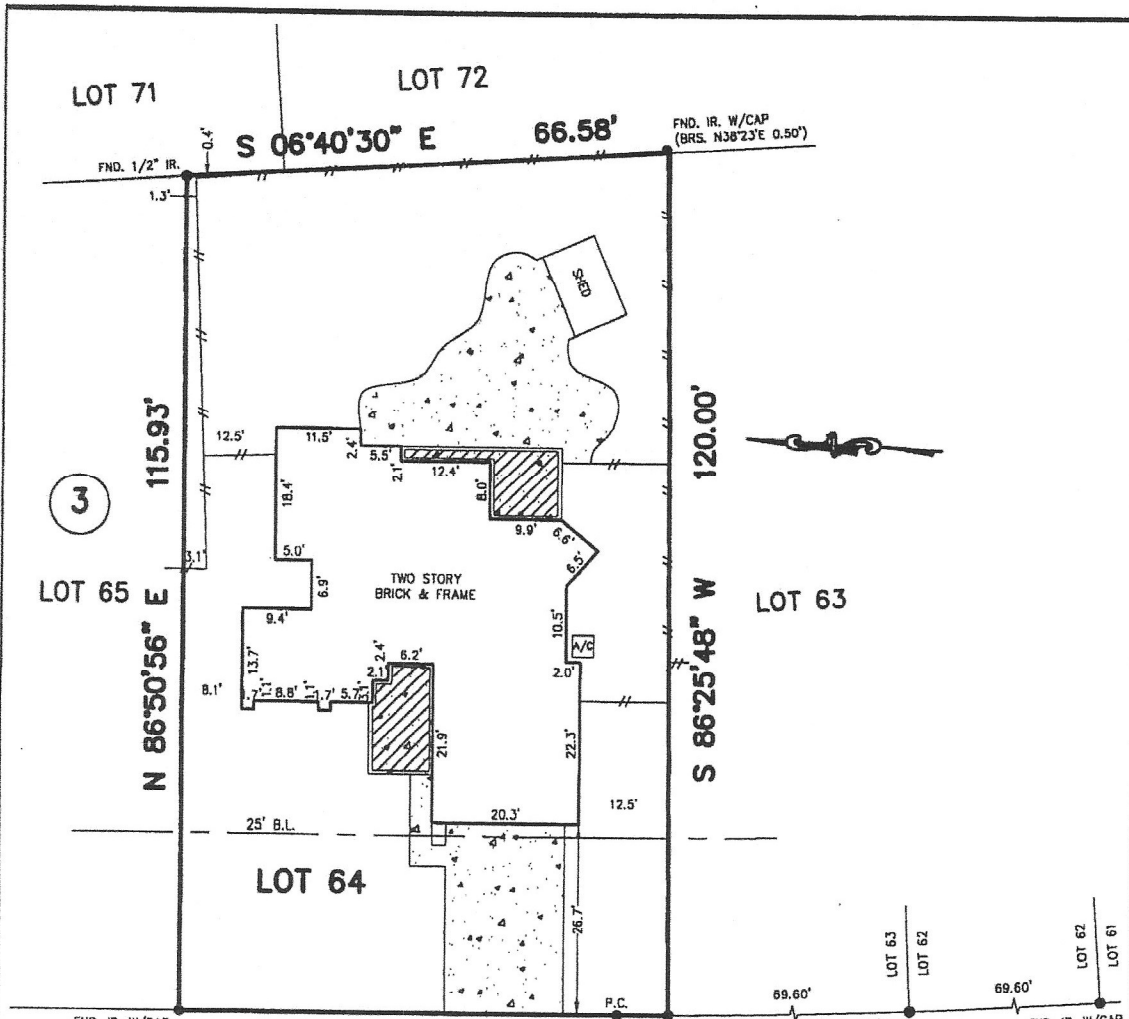 LOT 71
LOT 72
S 06°40'30" E
66.58'
FND. IR. W/CAP
(BRS. N38°23'E 0.50')
FND. 1/2" IR.
0.4'
1.3'
SHED
N 86°50'56" E
115.93'
S 86°25'48" W
120.00'
3
LOT 65
LOT 63
12.5'
11.5'
2.4'
5.5'
2.1'
12.4'
8.0'
9.9'
6.6'
6.5'
18.4'
5.0'
6.9'
3.1'
9.4'
TWO STORY
BRICK & FRAME
10.5'
A/C
2.0'
13.7'
8.1'
1.7'
1.1'
8.8'
1.1'
1.7'
5.7'
2.1'
2.4'
6.2'
21.9'
22.3'
20.3'
12.5'
25' B.L.
LOT 64
26.7'
P.C.
LOT 63
LOT 62
LOT 62
LOT 61
69.60'
69.60'